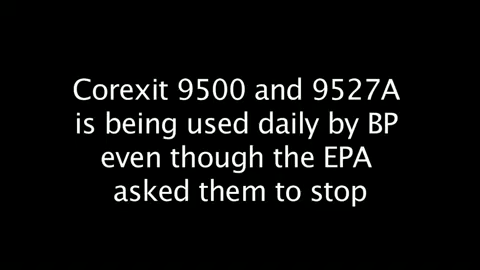 Corexit 9500 and 9527A
is being used daily by BP
even though the EPA
asked them to stop